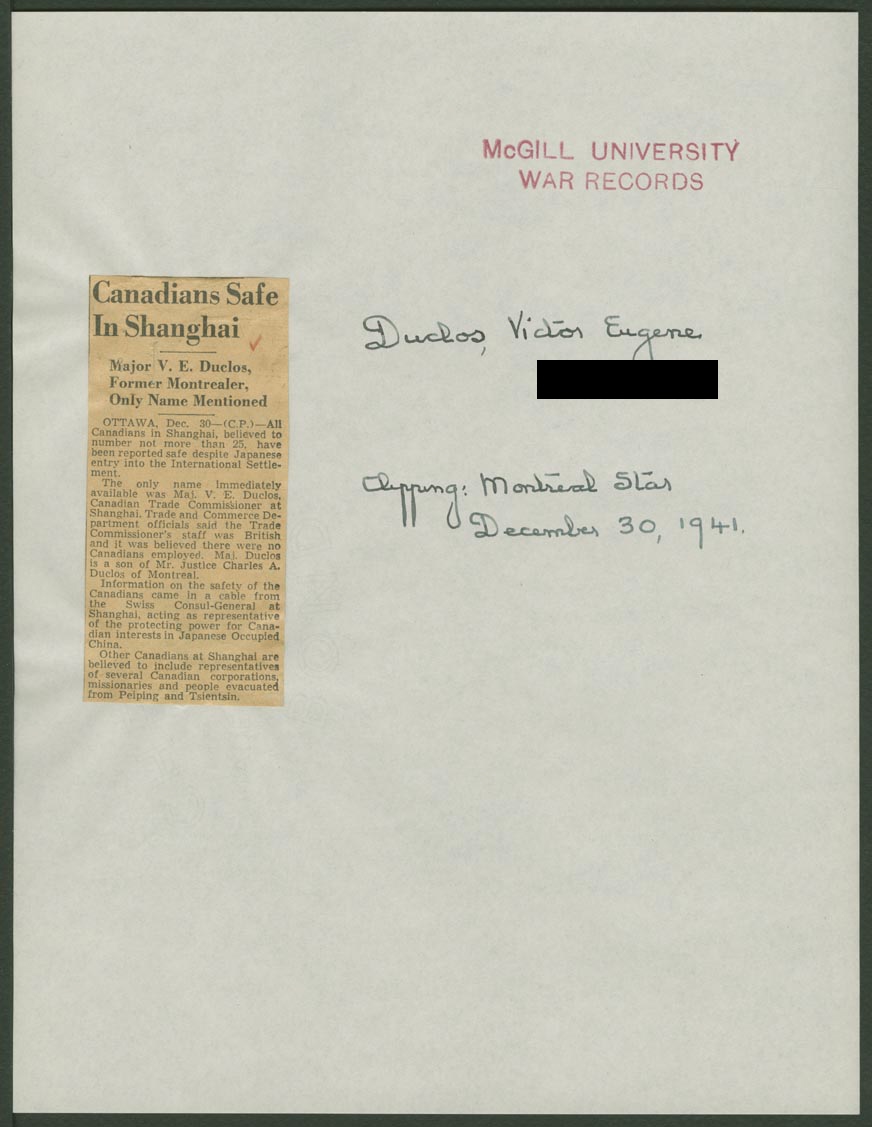 McGILL UNIVERSITY
WAR RECORDS
Canadians Safe
In Shanghai
Major V. E. Duclos,
Former Montrealer,
Only Name Mentioned
OTTAWA, Dec. 30—(C.P.)—All
Canadians in Shanghai, believed to
number not more than 25, have
been reported safe despite Japanese
entry into the International Settle-
ment.
The only name immediately
available was Maj. V. E. Duclos,
Canadian Trade Commissioner at
Shanghai. Trade and Commerce De-
partment officials said the Trade
Commissioner's staff was British
and it was believed there were no
Canadians employed. Maj. Duclos
is a son of Mr. Justice Charles A.
Duclos of Montreal.
Information on the safety of the
Canadians came in a cable from
the Swiss Consul-General at
Shanghai, acting as representative
of the protecting power for Cana-
dian interests in Japanese Occupied
China.
Other Canadians at Shanghai are
believed to include representatives
of several Canadian corporations,
missionaries and people evacuated
from Peiping and Tsientsin.
Duclos, Victor Eugene
Clipping: Montreal Star
December 30, 1941.